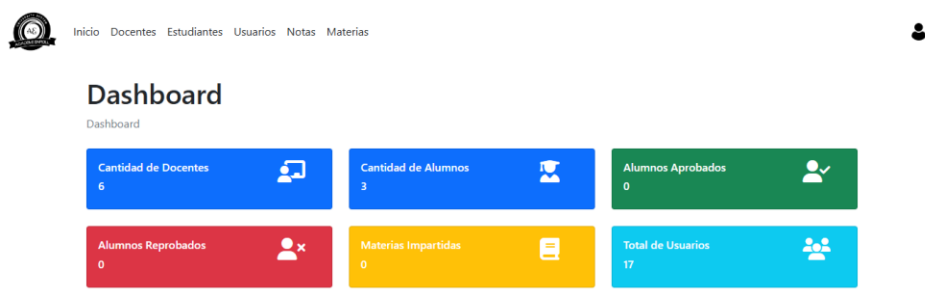 Inicio Docentes Estudiantes Usuarios Notas Materias
Dashboard
Dashboard
Cantidad de Docentes
6
Cantidad de Alumnos
3
Alumnos Aprobados
0
Alumnos Reprobados
0
Materias Impartidas
0
Total de Usuarios
17